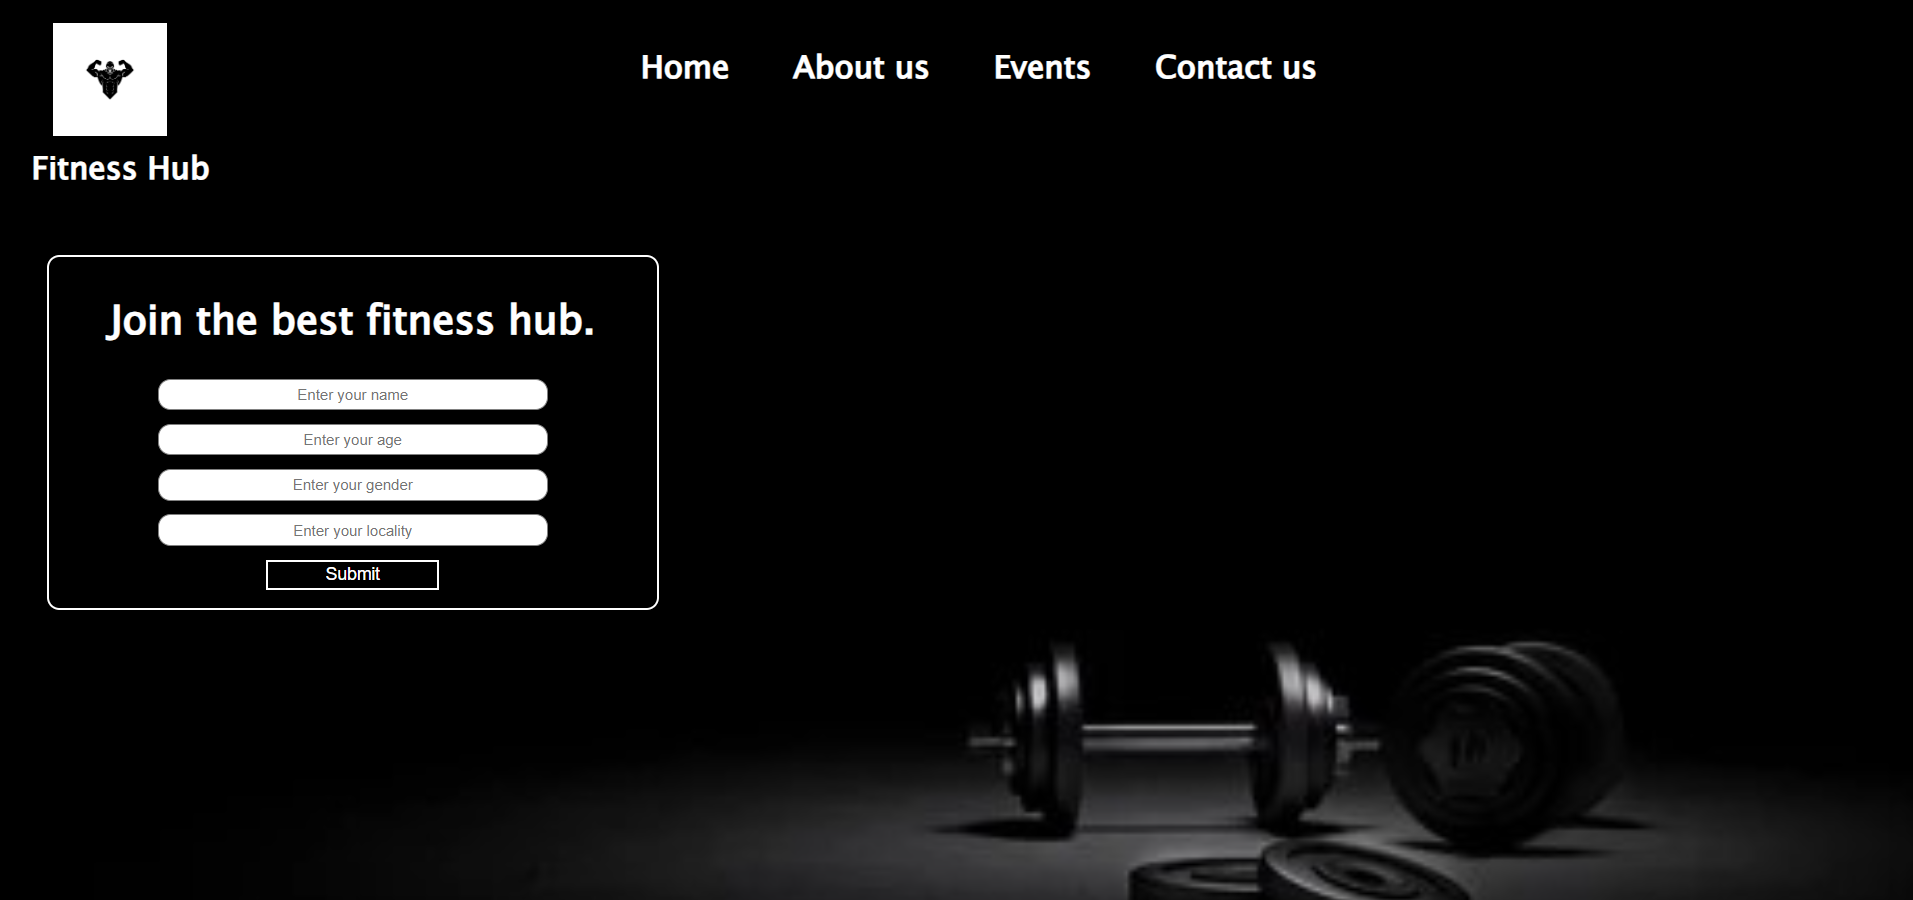 Home About us Events Contact us
Fitness Hub
Join the best fitness hub.
Enter your name
Enter your age
Enter your gender
Enter your locality
Submit